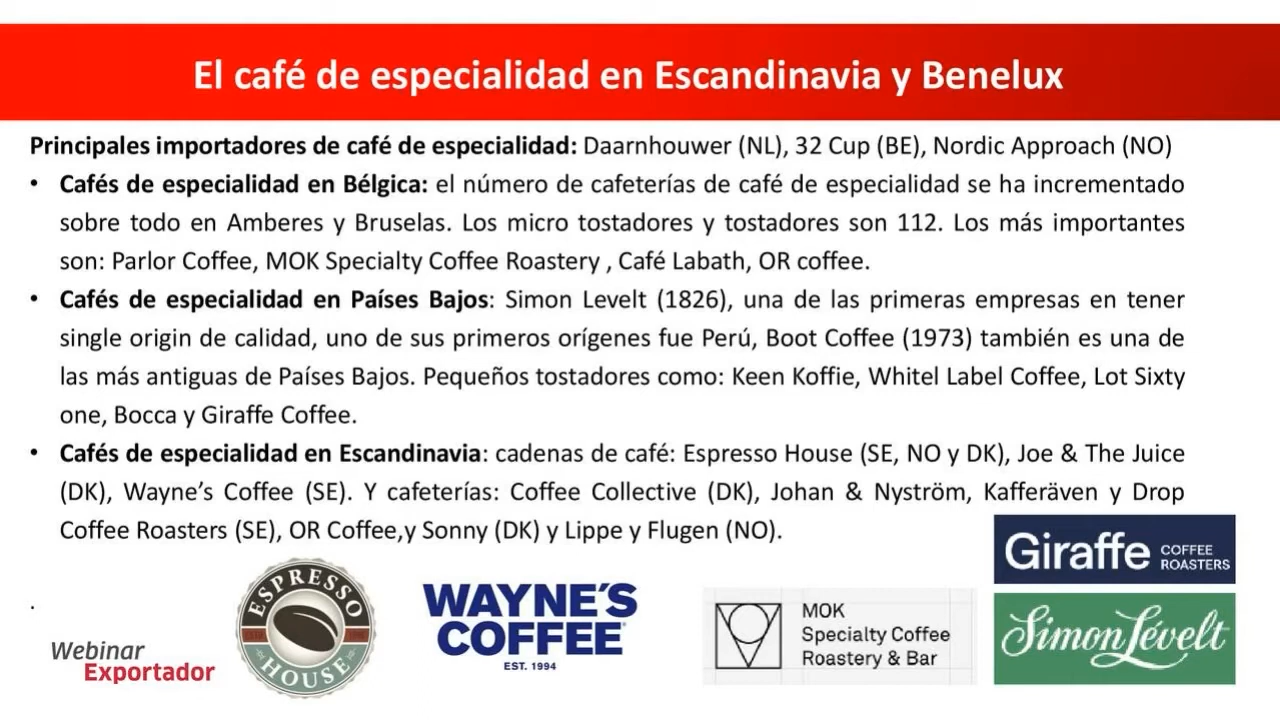 El café de especialidad en Escandinavia y Benelux
Principales importadores de café de especialidad: Daarnhouwer (NL), 32 Cup (BE), Nordic Approach (NO)
• Cafés de especialidad en Bélgica: el número de cafeterías de café de especialidad se ha incrementado
sobre todo en Amberes y Bruselas. Los micro tostadores y tostadores son 112. Los más importantes
son: Parlor Coffee, MOK Specialty Coffee Roastery , Café Labath, OR coffee.
• Cafés de especialidad en Países Bajos: Simon Levelt (1826), una de las primeras empresas en tener
single origin de calidad, uno de sus primeros orígenes fue Perú, Boot Coffee (1973) también es una de
las más antiguas de Países Bajos. Pequeños tostadores como: Keen Koffie, Whitel Label Coffee, Lot Sixty
one, Bocca y Giraffe Coffee.
• Cafés de especialidad en Escandinavia: cadenas de café: Espresso House (SE, NO y DK), Joe & The Juice
(DK), Wayne’s Coffee (SE). Y cafeterías: Coffee Collective (DK), Johan & Nyström, Kafferäven y Drop
Coffee Roasters (SE), OR Coffee,y Sonny (DK) y Lippe y Flugen (NO).
.
Webinar
Exportador
ESPRESSO
HOUSE
WAYNE'S
COFFEE
EST. 1994
MOK
Specialty Coffee
Roastery & Bar
Giraffe COFFEE
ROASTERS
Simon Lévelt